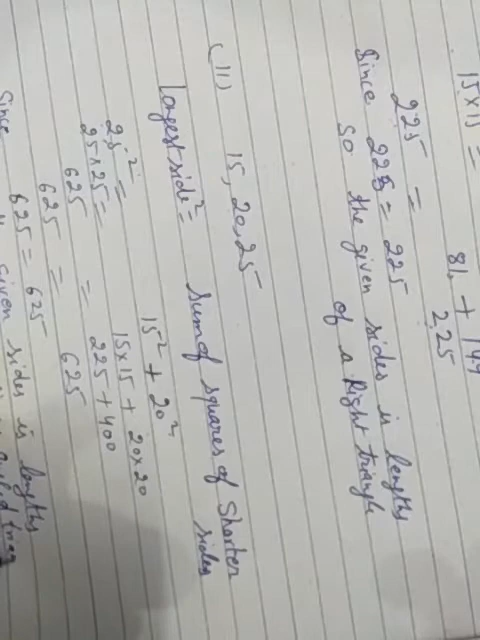 15×15 = 81 + 144
225 = 225
Since 225 = 225
So the given sides is lengths
of a Right triangle
(11) 15, 20, 25
longest side² = sum of squares of Shorter
sides
25² = 15² + 20²
25×25 = 15×15 + 20×20
625 = 225 + 400
625 = 625
Since 625 = 625
given sides is lengths